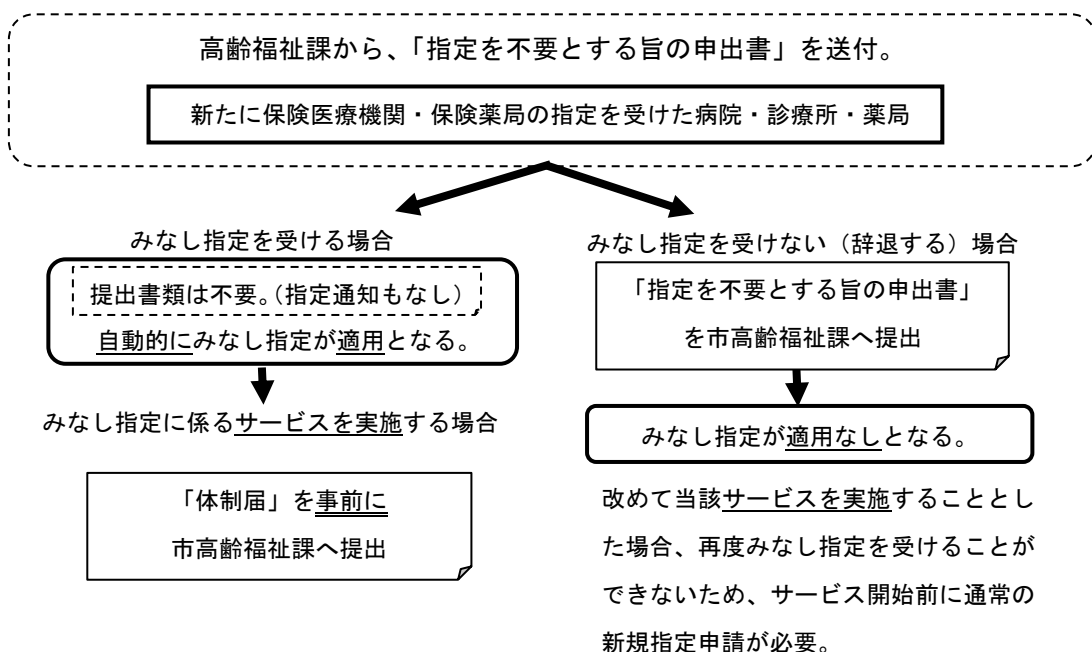 高齢福祉課から、「指定を不要とする旨の申出書」を送付。
新たに保険医療機関・保険薬局の指定を受けた病院・診療所・薬局
みなし指定を受ける場合
提出書類は不要。(指定通知もなし)
自動的にみなし指定が適用となる。
みなし指定に係るサービスを実施する場合
「体制届」を事前に
市高齢福祉課へ提出
みなし指定を受けない(辞退する)場合
「指定を不要とする旨の申出書」
を市高齢福祉課へ提出
みなし指定が適用なしとなる。
改めて当該サービスを実施することとし
た場合、再度みなし指定を受けることが
できないため、サービス開始前に通常の
新規指定申請が必要。